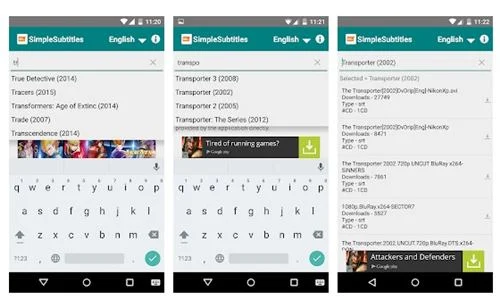 11:20
SimpleSubtitles
English
tr
True Detective (2014)
Tracers (2015)
Transformers: Age of Extinc (2014)
Trade (2007)
Transcendence (2014)
q w e r t y u i o p
a s d f g h j k l
z x c v b n m
?123 , .
11:21
SimpleSubtitles
English
transpo
Transporter 3 (2008)
Transporter (2002)
Transporter 2 (2005)
Transporter: The Series (2012)
provided by the application directly.
Tired of running games?
Google play
q w e r t y u i o p
a s d f g h j k l
z x c v b n m
?123 , .
11:22
SimpleSubtitles
English
Transporter (2002)
Selected = Transporter (2002)
The Transporter[2002]DvDrip[Eng]-NikonXp.avi
Downloads - 27749
Type - srt
#CD - 1CD
The Transporter[2002]DvDrip[Eng]-NikonXp
Downloads - 8471
Type - srt
#CD - 1CD
The Transporter 2002 720p UNCUT BluRay x264-
SINNERS
Downloads - 7861
Type - srt
#CD - 1CD
1080p.BluRay.x264-SECTOR7
Downloads - 5527
Type - srt
#CD - 1CD
The Transporter.2002.UNCUT.720p.BluRay.DTS.x264-
Attackers and Defenders
Google play